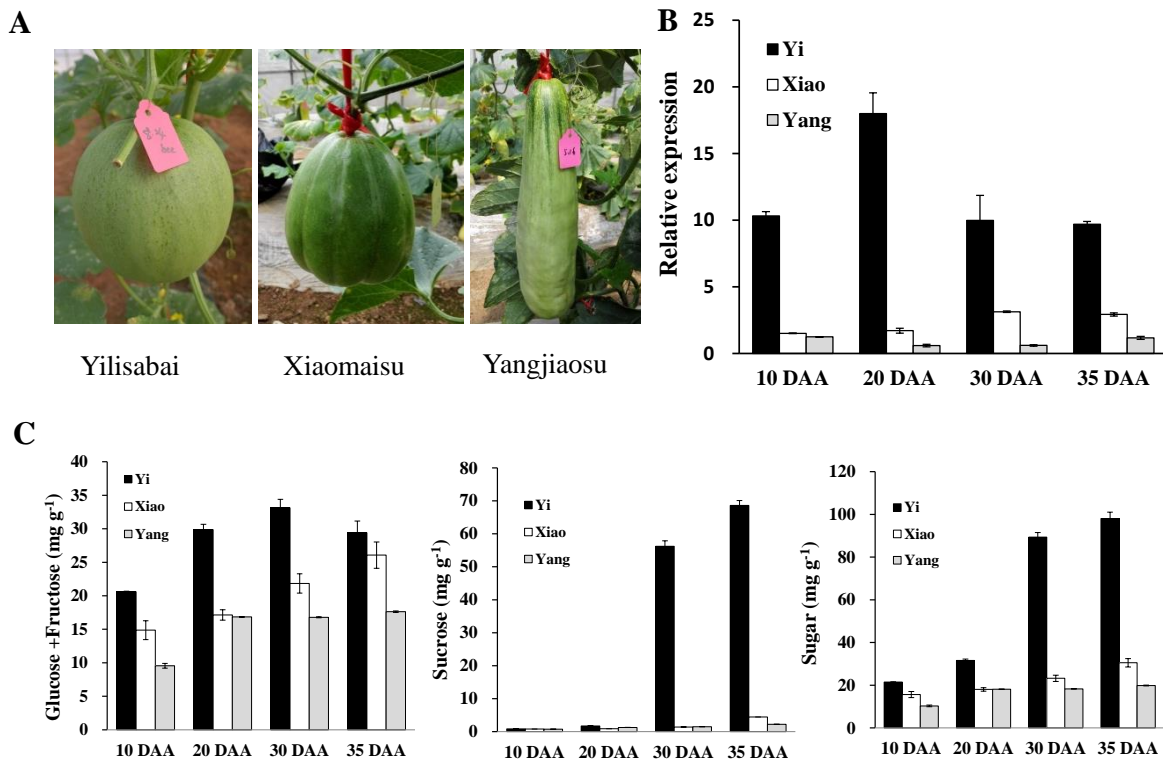 A
Yilisabai
Xiaomaisu
Yangjiaosu
B
Relative expression
25
20
15
10
5
0
Yi
Xiao
Yang
10 DAA 20 DAA 30 DAA 35 DAA
C
Glucose +Fructose (mg g-1)
40
35
30
25
20
15
10
5
0
Yi
Xiao
Yang
10 DAA 20 DAA 30 DAA 35 DAA
Sucrose (mg g-1)
80
70
60
50
40
30
20
10
0
Yi
Xiao
Yang
10 DAA 20 DAA 30 DAA 35 DAA
Sugar (mg g-1)
120
100
80
60
40
20
0
Yi
Xiao
Yang
10 DAA 20 DAA 30 DAA 35 DAA